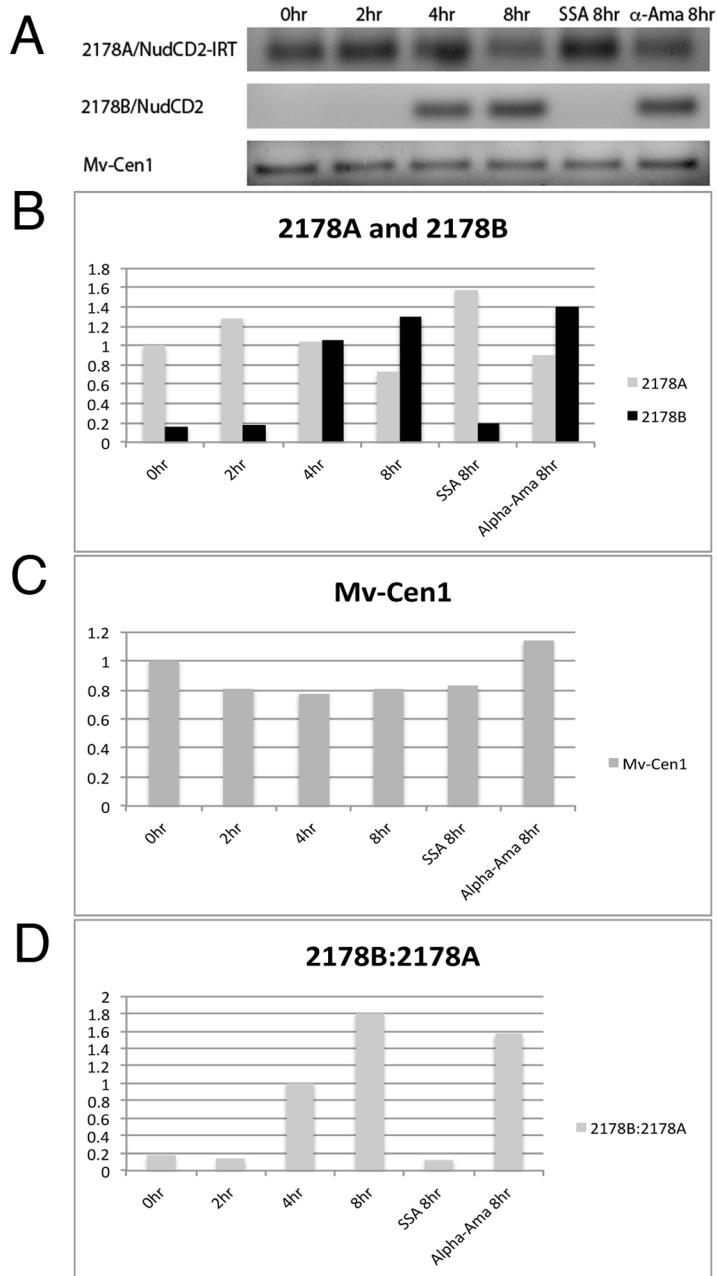 A
0hr 2hr 4hr 8hr SSA 8hr α-Ama 8hr
2178A/NudCD2-IRT
2178B/NudCD2
Mv-Cen1
B
2178A and 2178B
1.8
1.6
1.4
1.2
1
0.8
0.6
0.4
0.2
0
0hr 2hr 4hr 8hr SSA 8hr Alpha-Ama 8hr
2178A
2178B
C
Mv-Cen1
1.2
1
0.8
0.6
0.4
0.2
0
0hr 2hr 4hr 8hr SSA 8hr Alpha-Ama 8hr
Mv-Cen1
D
2178B:2178A
2
1.8
1.6
1.4
1.2
1
0.8
0.6
0.4
0.2
0
0hr 2hr 4hr 8hr SSA 8hr Alpha-Ama 8hr
2178B:2178A